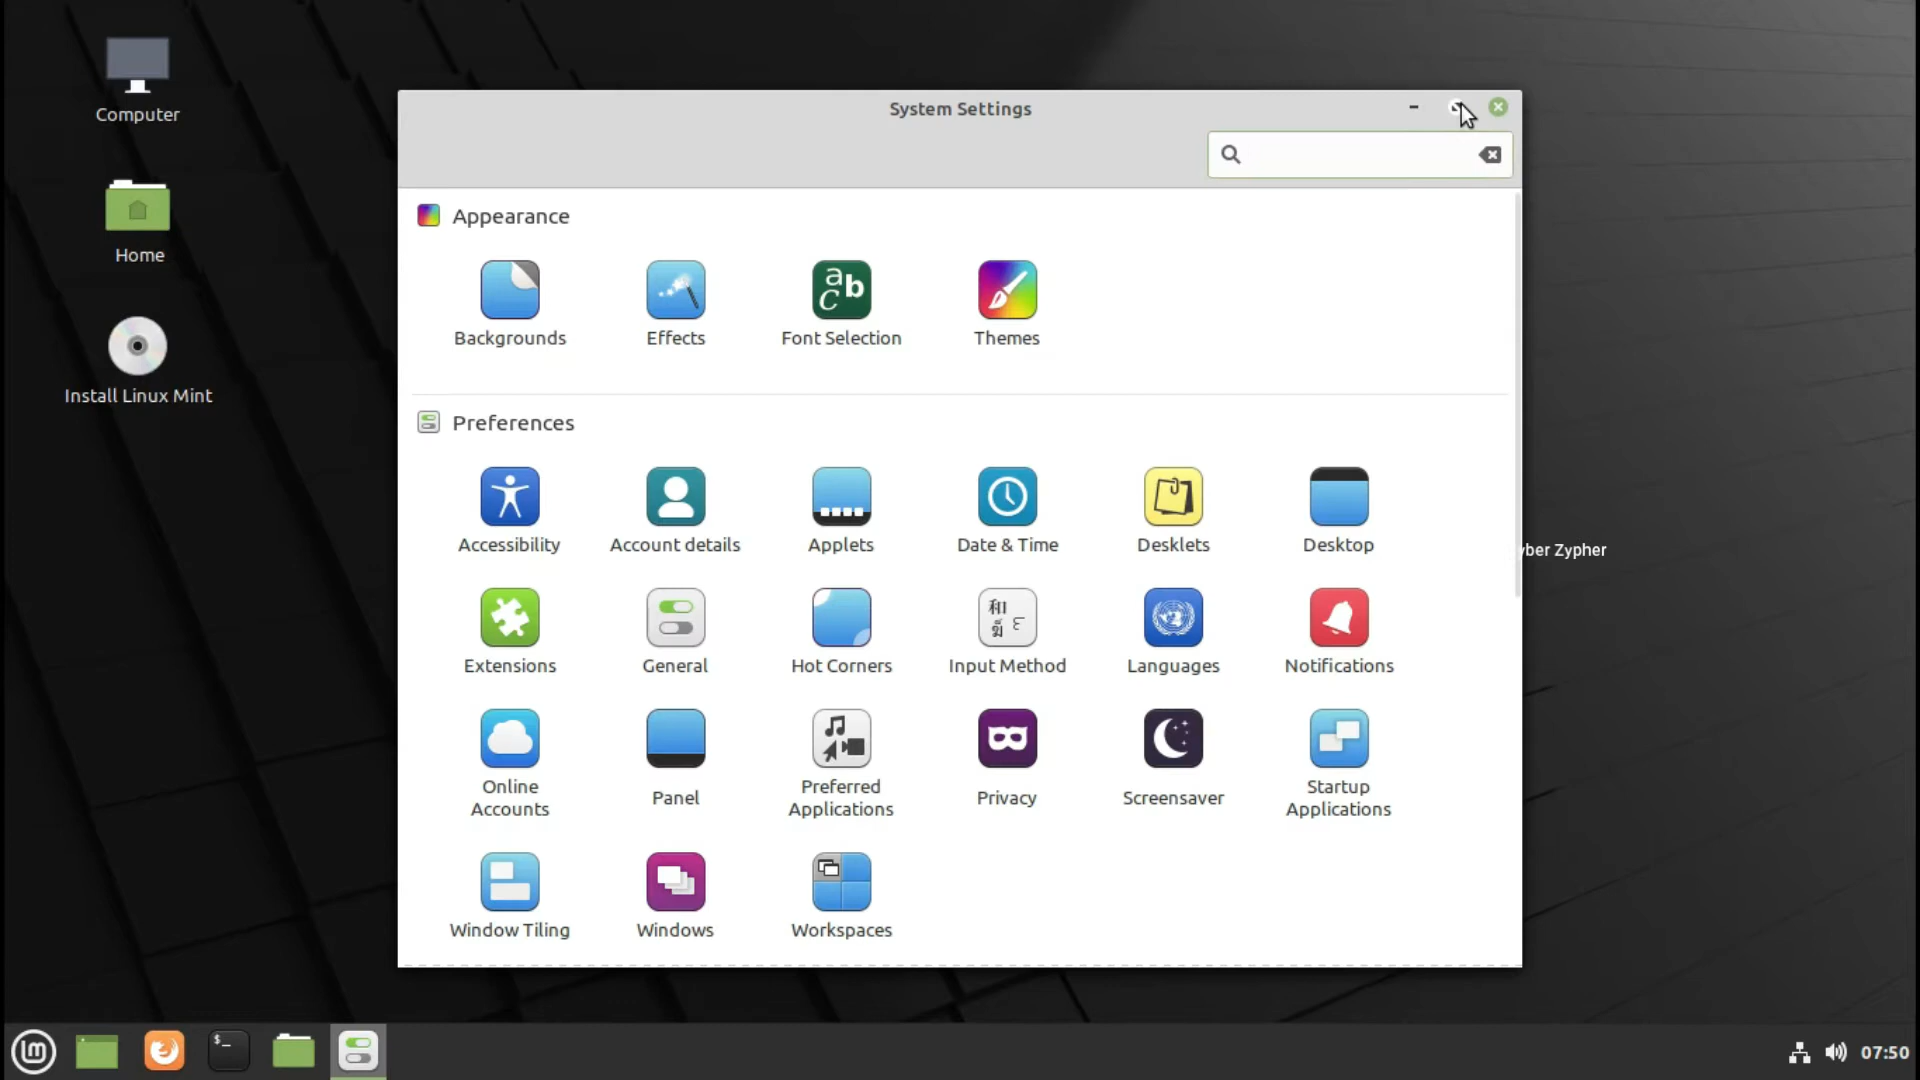 Computer
Home
Install Linux Mint
System Settings
Appearance
Backgrounds
Effects
Font Selection
Themes
Preferences
Accessibility
Account details
Applets
Date & Time
Desklets
Desktop
Extensions
General
Hot Corners
Input Method
Languages
Notifications
Online
Accounts
Panel
Preferred
Applications
Privacy
Screensaver
Startup
Applications
Window Tiling
Windows
Workspaces
yber Zypher
07:50